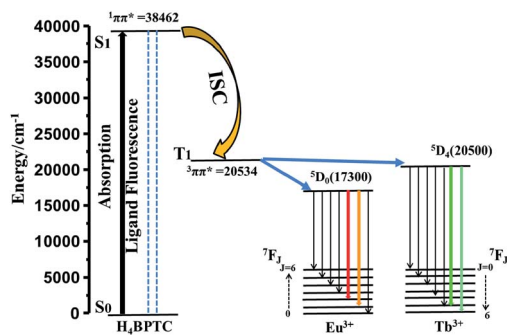 ¹ππ* =38462
40000
S1
35000
30000
25000
20000
15000
10000
5000
0
Energy/cm⁻¹
Absorption
Ligand Fluorescence
ISC
T1
³ππ* =20534
S0
H₄BPTC
⁵D₀(17300)
⁵D₄(20500)
⁷F_J
J=6
0
Eu³⁺
⁷F_J
J=0
6
Tb³⁺